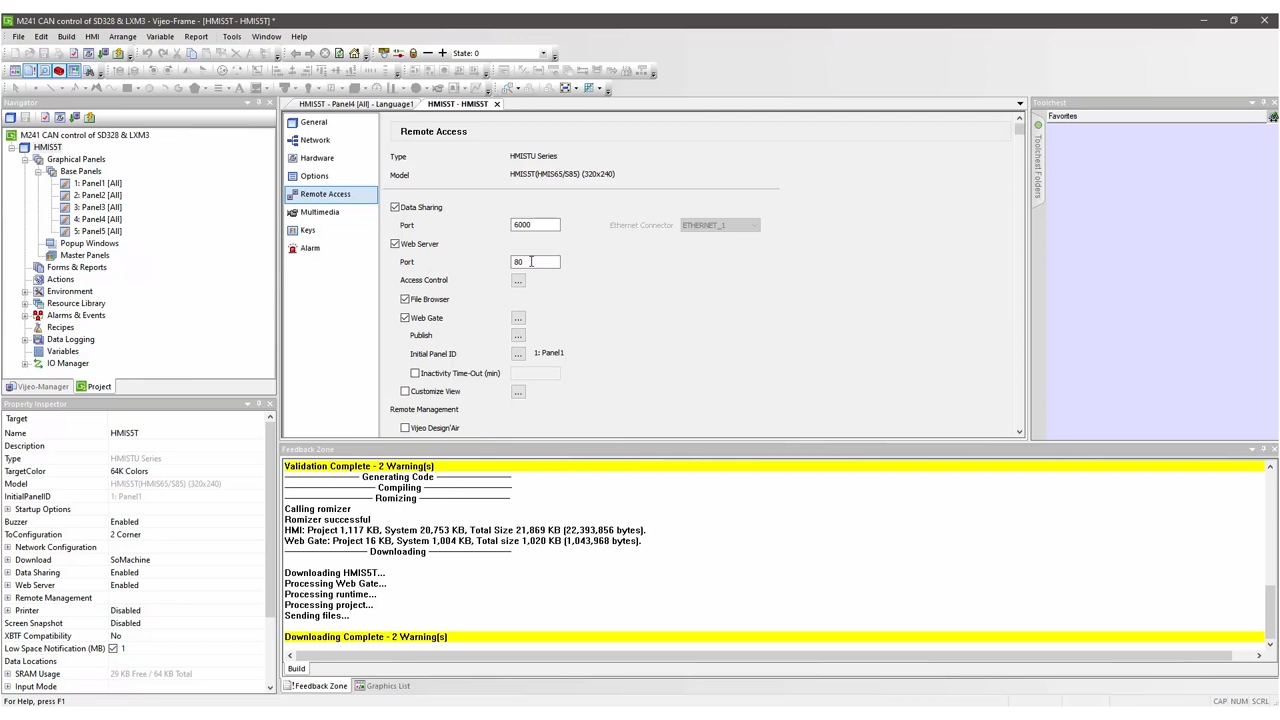 M241 CAN control of SD328 & LXM3 - Vijeo-Frame - [HMIS5T - HMIS5T] *
File Edit Build HMI Arrange Variable Report Tools Window Help
State: 0
Navigator
HMIS5T - Panel4 [All] - Language1
HMIS5T - HMIS5T
Toolchest
M241 CAN control of SD328 & LXM3
HMIS5T
Graphical Panels
Base Panels
1: Panel1 [All]
2: Panel2 [All]
3: Panel3 [All]
4: Panel4 [All]
5: Panel5 [All]
Popup Windows
Master Panels
Forms & Reports
Actions
Environment
Resource Library
Alarms & Events
Recipes
Data Logging
Variables
IO Manager
Vijeo-Manager Project
General
Network
Hardware
Options
Remote Access
Multimedia
Keys
Alarm
Remote Access
Type HMISTU Series
Model HMIS5T(HMIS65/S85) (320x240)
Data Sharing
Port 6000 Ethernet Connector ETHERNET_1
Web Server
Port 80
Access Control ...
File Browser
Web Gate ...
Publish ...
Initial Panel ID ... 1: Panel1
Inactivity Time-Out (min)
Customize View ...
Remote Management
Vijeo Design'Air
Toolchest Folders
Favorites
Property Inspector
Target
Name HMIS5T
Description
Type HMISTU Series
TargetColor 64K Colors
Model HMIS5T(HMIS65/S85) (320x240)
InitialPanelID 1: Panel1
Startup Options
Buzzer Enabled
ToConfiguration 2 Corner
Network Configuration
Download SoMachine
Data Sharing Enabled
Web Server Enabled
Remote Management
Printer Disabled
Screen Snapshot Disabled
XBTF Compatibility No
Low Space Notification (MB) 1
Data Locations
SRAM Usage 29 KB Free / 64 KB Total
Input Mode
Feedback Zone
Validation Complete - 2 Warning(s)
Generating Code
Compiling
Romizing
Calling romizer
Romizer successful
HMI: Project 1,117 KB, System 20,753 KB, Total Size 21,869 KB (22,393,856 bytes).
Web Gate: Project 16 KB, System 1,004 KB, Total size 1,020 KB (1,043,968 bytes).
Downloading
Downloading HMIS5T...
Processing Web Gate...
Processing runtime...
Processing project...
Sending files...
Downloading Complete - 2 Warning(s)
Build
!Feedback Zone Graphics List
For Help, press F1
CAP NUM SCRL